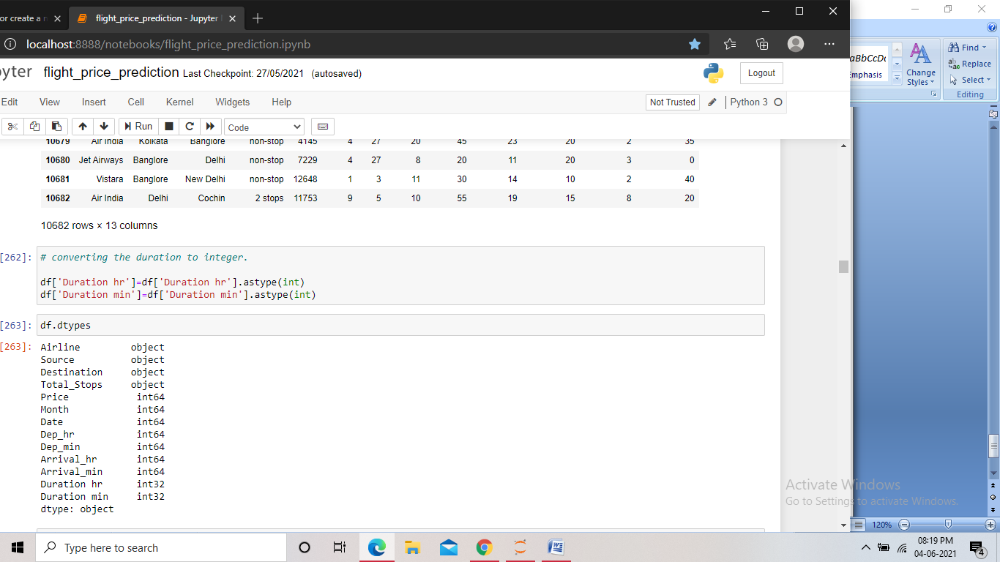 or create a n
flight_price_prediction - Jupyter
localhost:8888/notebooks/flight_price_prediction.ipynb
yter flight_price_prediction Last Checkpoint: 27/05/2021 (autosaved)
Logout
Edit View Insert Cell Kernel Widgets Help
Not Trusted Python 3
Run Code
10679 Air India Kolkata Banglore non-stop 4145 4 27 20 45 23 20 2 35
10680 Jet Airways Banglore Delhi non-stop 7229 4 27 8 20 11 20 3 0
10681 Vistara Banglore New Delhi non-stop 12648 1 3 11 30 14 10 2 40
10682 Air India Delhi Cochin 2 stops 11753 9 5 10 55 19 15 8 20
10682 rows × 13 columns
[262]: # converting the duration to integer.
df['Duration hr']=df['Duration hr'].astype(int)
df['Duration min']=df['Duration min'].astype(int)
[263]: df.dtypes
[263]: Airline object
Source object
Destination object
Total_Stops object
Price int64
Month int64
Date int64
Dep_hr int64
Dep_min int64
Arrival_hr int64
Arrival_min int64
Duration hr int32
Duration min int32
dtype: object
aBbCcDı
Emphasis
Change
Styles
Find
Replace
Select
Editing
Activate Windows
Go to Settings to activate Windows.
120%
Type here to search
08:19 PM
04-06-2021
4